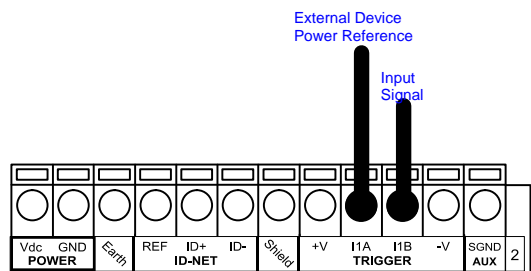 External Device
Power Reference
Input
Signal
Vdc GND Earth REF ID+ ID- Shield +V I1A I1B -V SGND 2
POWER ID-NET TRIGGER AUX